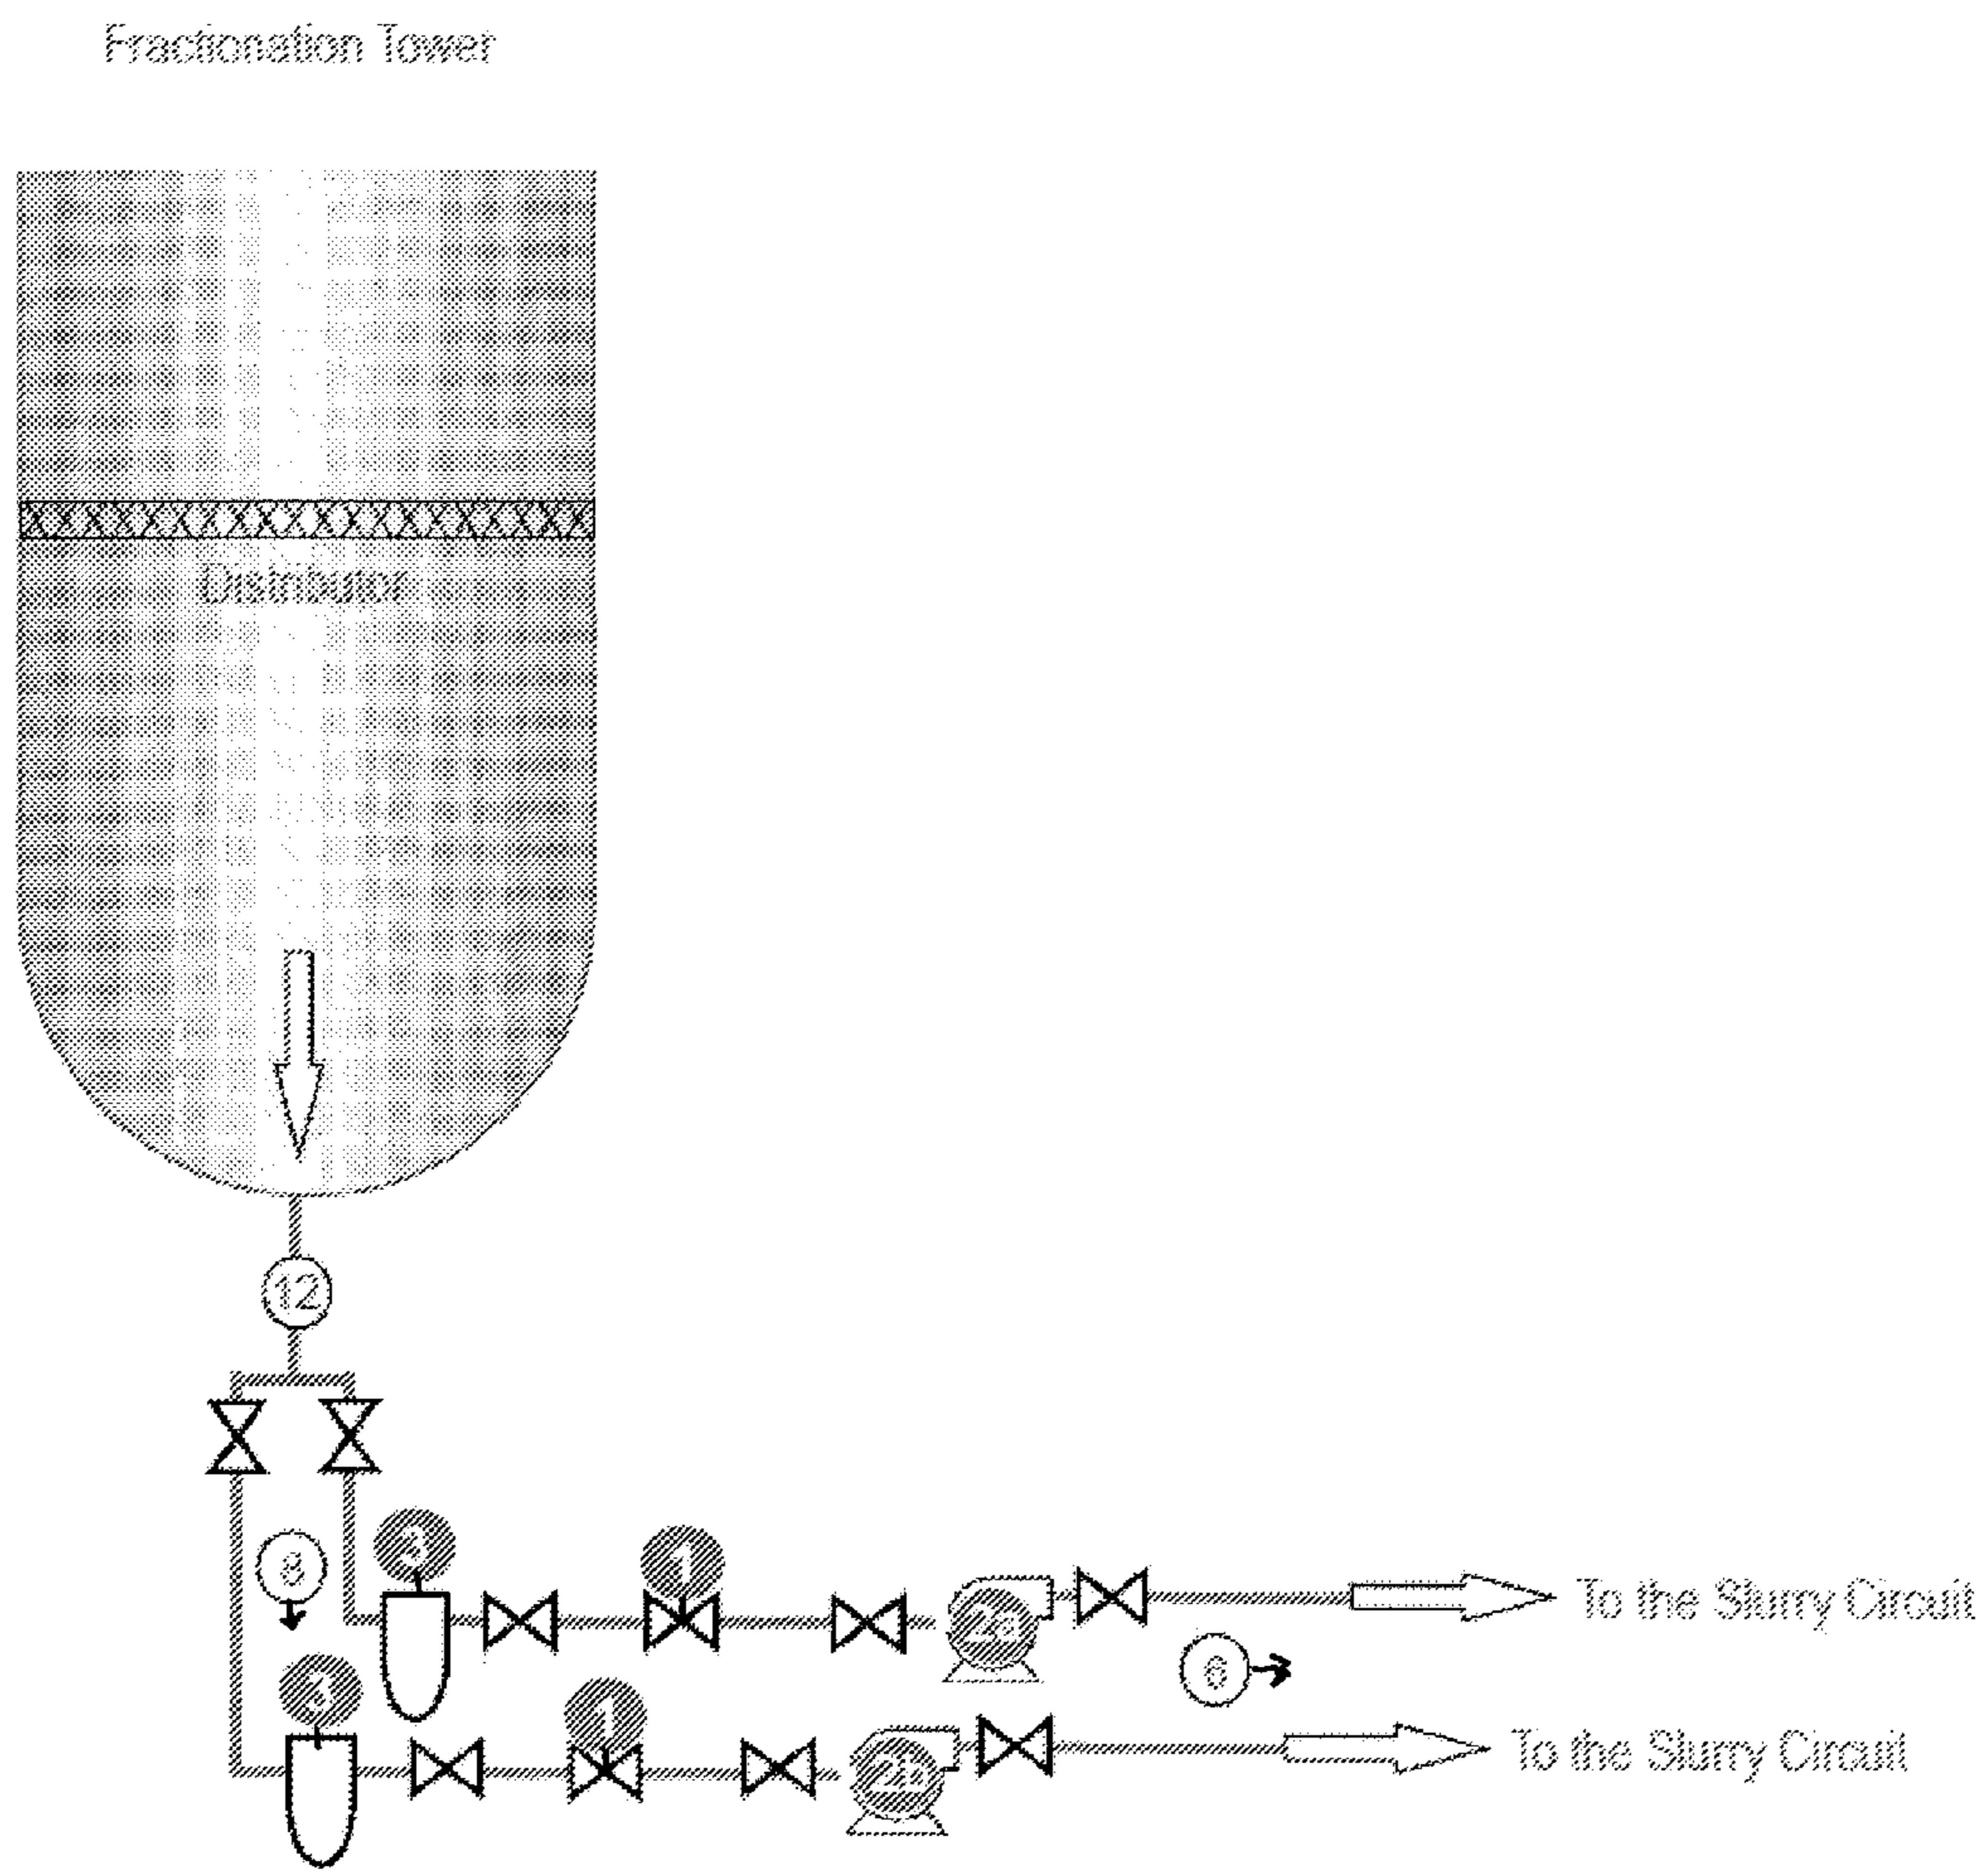 Fractionation Tower
Distributor
12
8
3
1
2a
To the Slurry Circuit
6
3
1
2b
To the Slurry Circuit